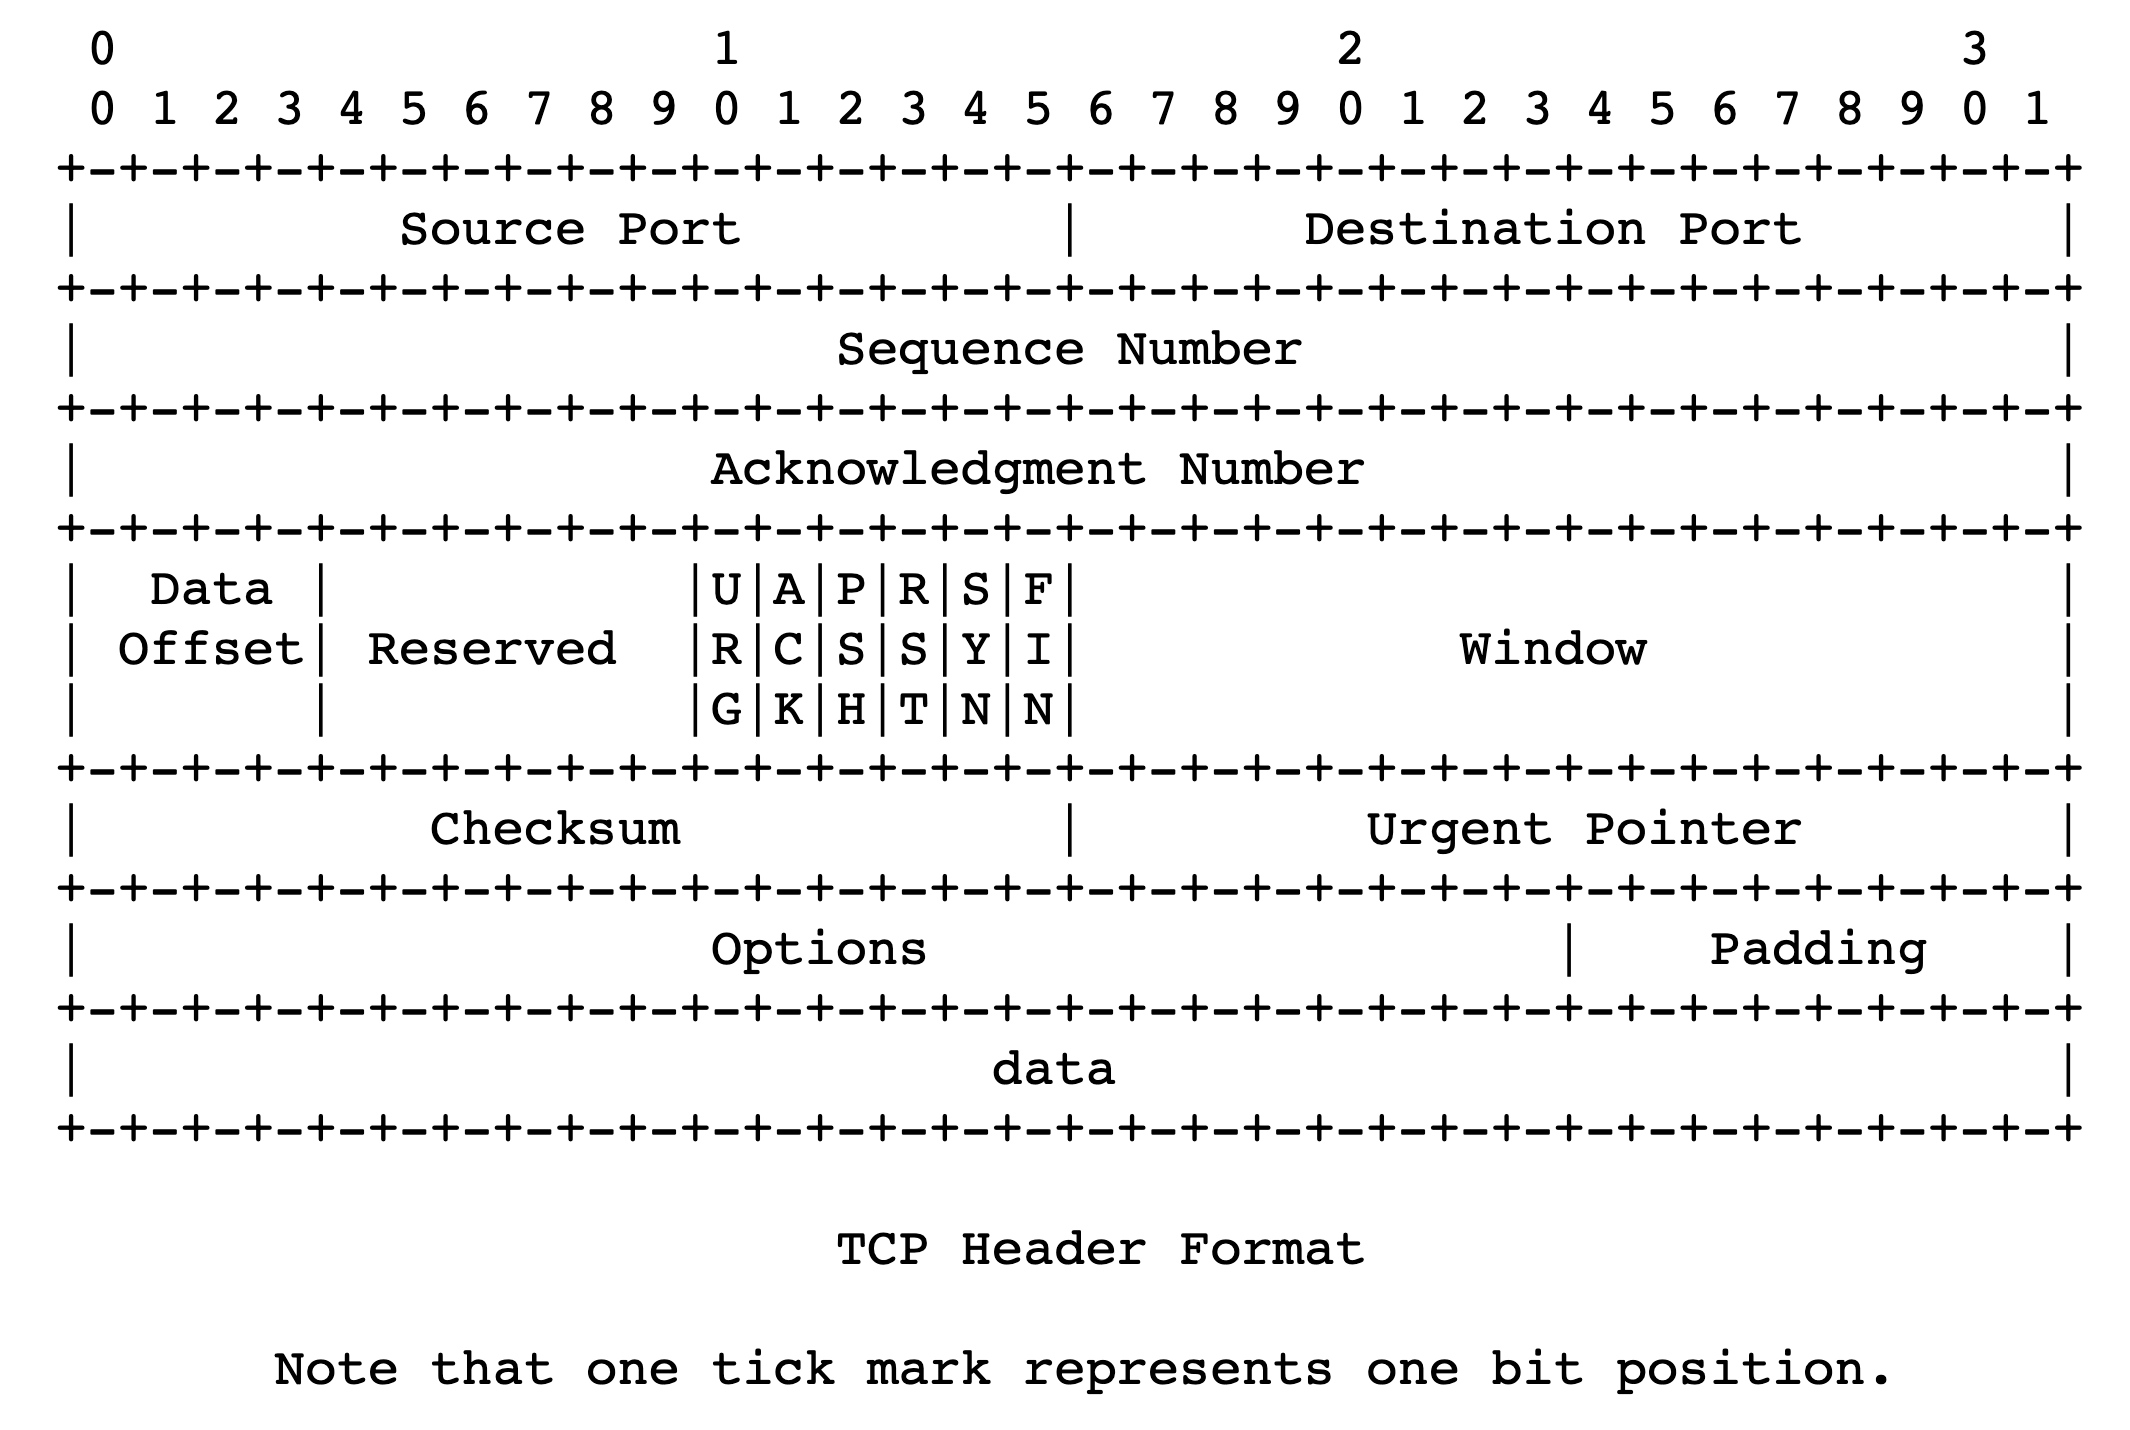 0                   1                   2                   3
 0 1 2 3 4 5 6 7 8 9 0 1 2 3 4 5 6 7 8 9 0 1 2 3 4 5 6 7 8 9 0 1
+-+-+-+-+-+-+-+-+-+-+-+-+-+-+-+-+-+-+-+-+-+-+-+-+-+-+-+-+-+-+-+-+
|          Source Port          |       Destination Port        |
+-+-+-+-+-+-+-+-+-+-+-+-+-+-+-+-+-+-+-+-+-+-+-+-+-+-+-+-+-+-+-+-+
|                        Sequence Number                        |
+-+-+-+-+-+-+-+-+-+-+-+-+-+-+-+-+-+-+-+-+-+-+-+-+-+-+-+-+-+-+-+-+
|                    Acknowledgment Number                      |
+-+-+-+-+-+-+-+-+-+-+-+-+-+-+-+-+-+-+-+-+-+-+-+-+-+-+-+-+-+-+-+-+
|  Data |           |U|A|P|R|S|F|                               |
| Offset| Reserved  |R|C|S|S|Y|I|            Window             |
|       |           |G|K|H|T|N|N|                               |
+-+-+-+-+-+-+-+-+-+-+-+-+-+-+-+-+-+-+-+-+-+-+-+-+-+-+-+-+-+-+-+-+
|           Checksum            |         Urgent Pointer        |
+-+-+-+-+-+-+-+-+-+-+-+-+-+-+-+-+-+-+-+-+-+-+-+-+-+-+-+-+-+-+-+-+
|                    Options                    |    Padding    |
+-+-+-+-+-+-+-+-+-+-+-+-+-+-+-+-+-+-+-+-+-+-+-+-+-+-+-+-+-+-+-+-+
|                             data                              |
+-+-+-+-+-+-+-+-+-+-+-+-+-+-+-+-+-+-+-+-+-+-+-+-+-+-+-+-+-+-+-+-+
TCP Header Format
Note that one tick mark represents one bit position.